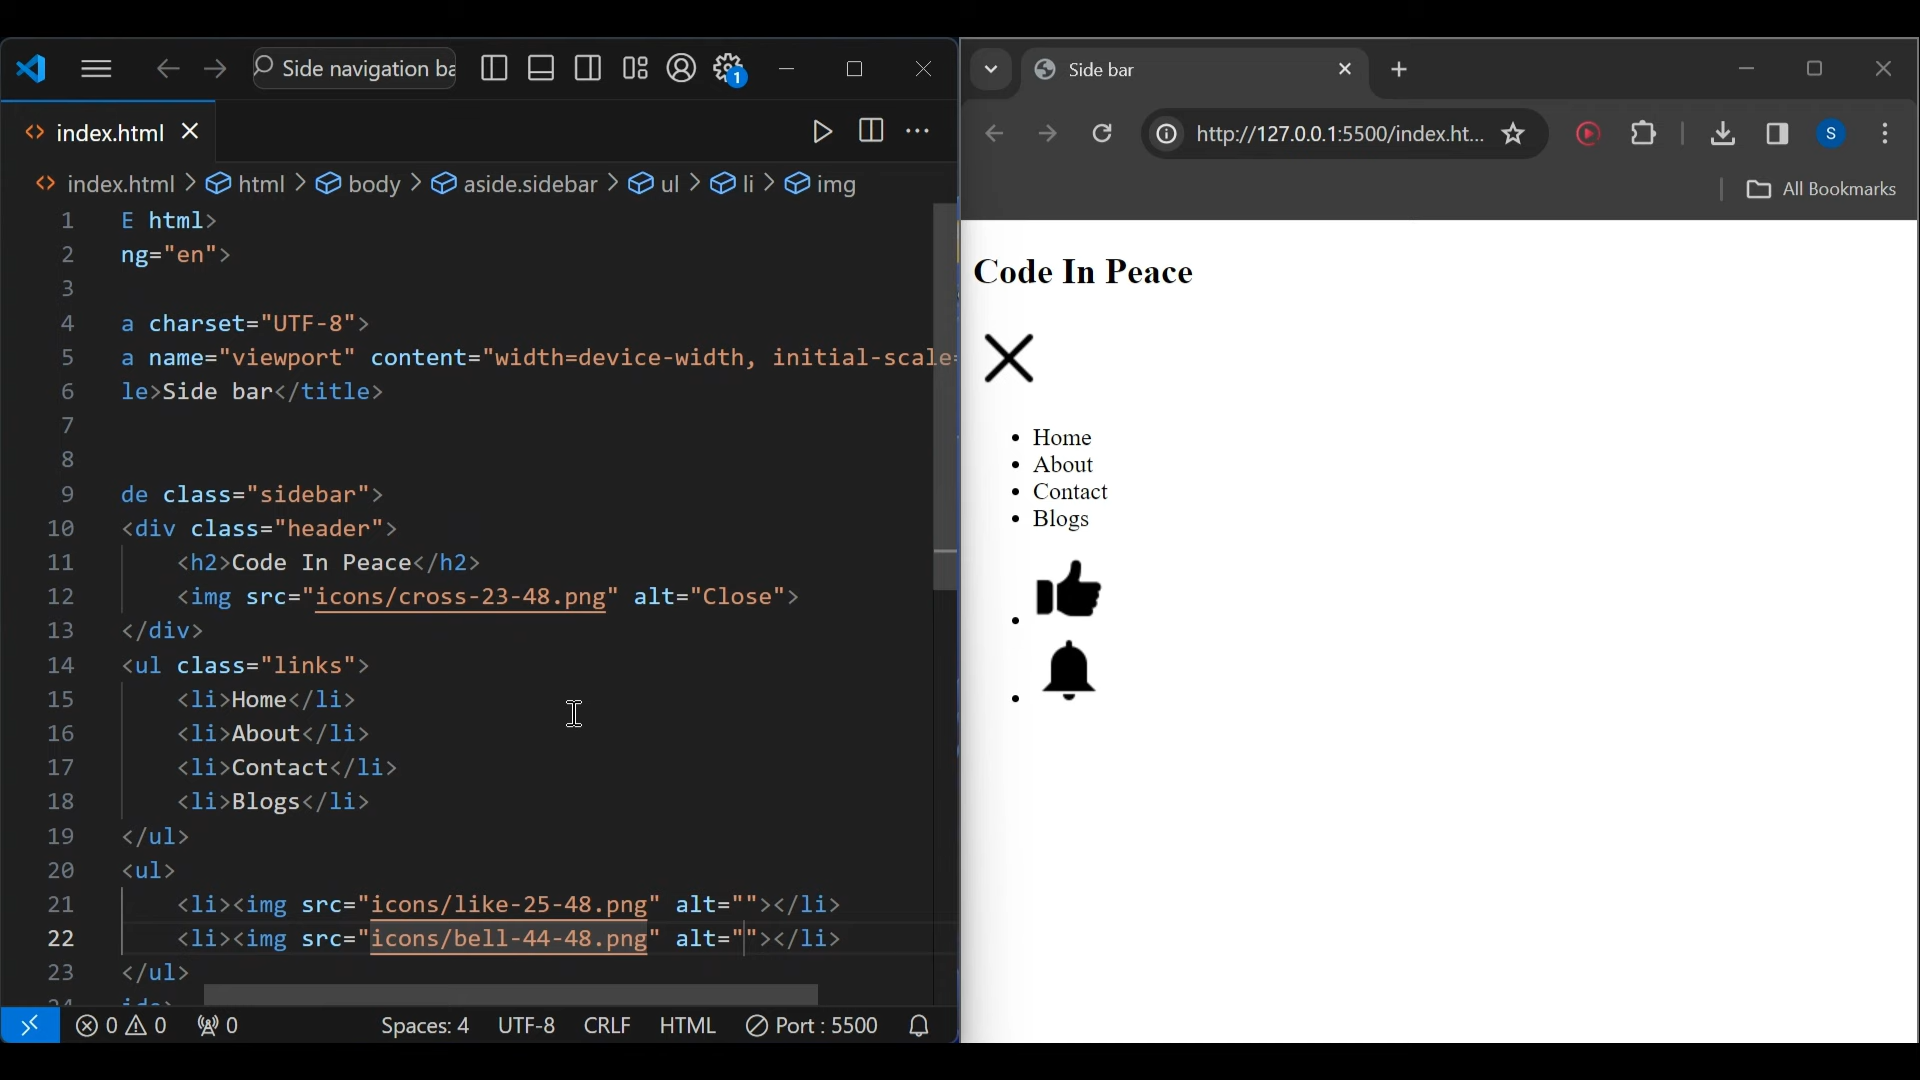 Side navigation ba
1
index.html
index.html > html > body > aside.sidebar > ul > li > img
1 E html>
2 ng="en">
3
4 a charset="UTF-8">
5 a name="viewport" content="width=device-width, initial-scale=
6 le>Side bar</title>
7
8
9 de class="sidebar">
10 <div class="header">
11 <h2>Code In Peace</h2>
12 <img src="icons/cross-23-48.png" alt="Close">
13 </div>
14 <ul class="links">
15 <li>Home</li>
16 <li>About</li>
17 <li>Contact</li>
18 <li>Blogs</li>
19 </ul>
20 <ul>
21 <li><img src="icons/like-25-48.png" alt=""></li>
22 <li><img src="icons/bell-44-48.png" alt=""></li>
23 </ul>
0 0 0 Spaces: 4 UTF-8 CRLF HTML Port : 5500
Side bar
http://127.0.0.1:5500/index.ht... S
All Bookmarks
Code In Peace
• Home
• About
• Contact
• Blogs